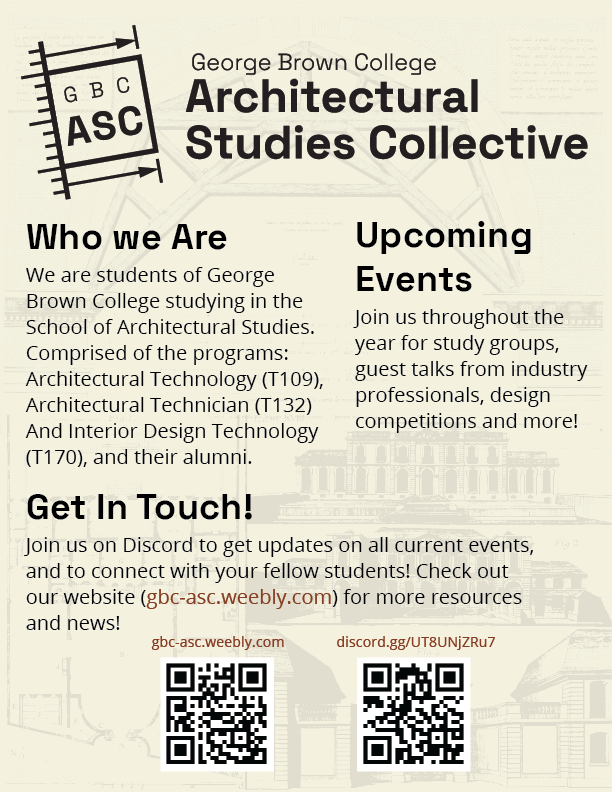 GBC
ASC
George Brown College
Architectural
Studies Collective
Who we Are
We are students of George
Brown College studying in the
School of Architectural Studies.
Comprised of the programs:
Architectural Technology (T109),
Architectural Technician (T132)
And Interior Design Technology
(T170), and their alumni.
Upcoming
Events
Join us throughout the
year for study groups,
guest talks from industry
professionals, design
competitions and more!
Get In Touch!
Join us on Discord to get updates on all current events,
and to connect with your fellow students! Check out
our website (gbc-asc.weebly.com) for more resources
and news!
gbc-asc.weebly.com
discord.gg/UT8UNjZRu7